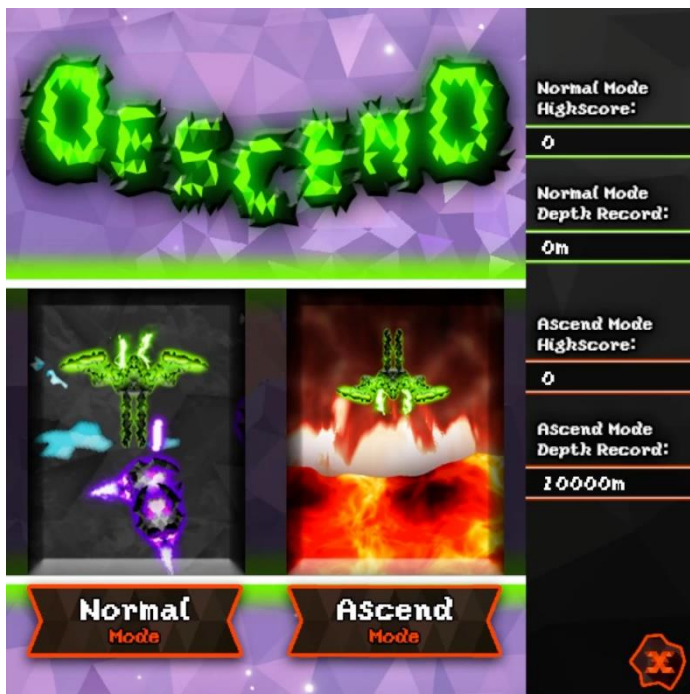 DESCEND
Normal Mode
Highscore:
0
Normal Mode
Depth Record:
0m
Ascend Mode
Highscore:
0
Ascend Mode
Depth Record:
10000m
Normal
Mode
Ascend
Mode
X